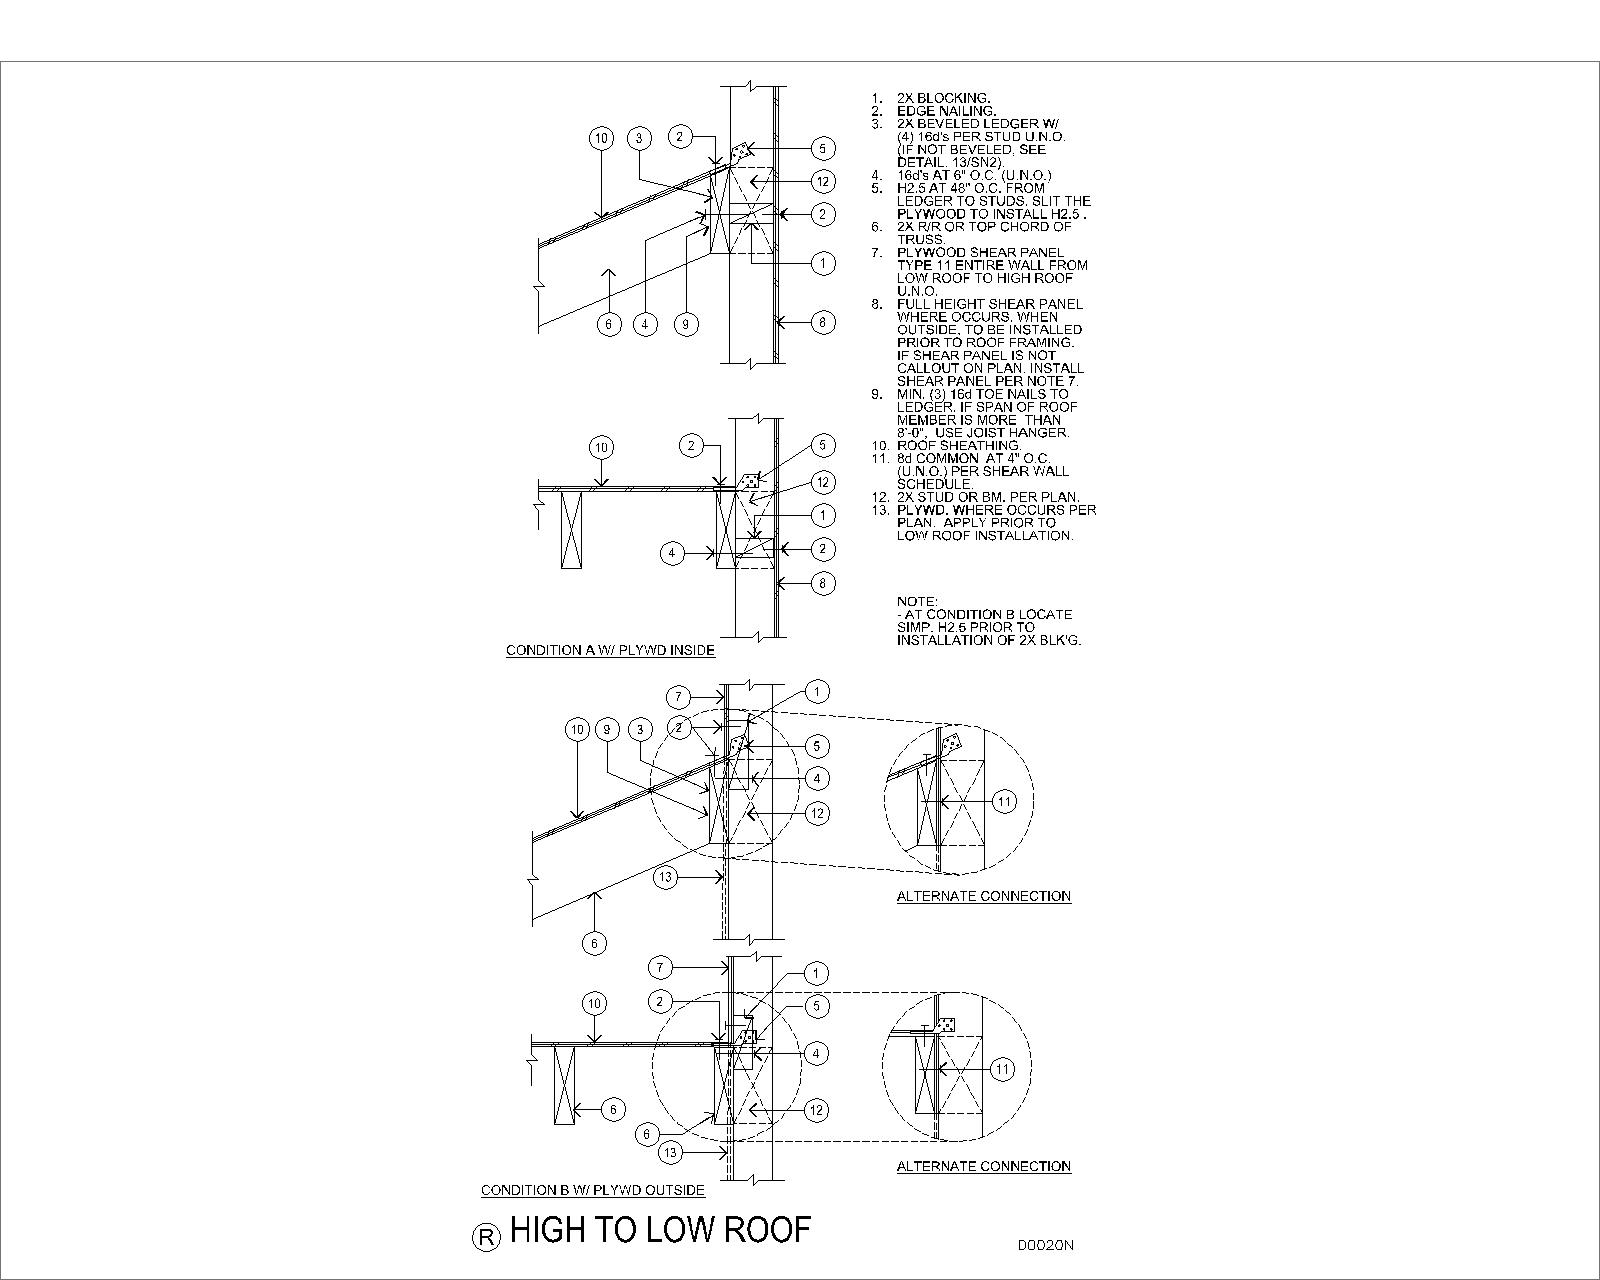 1. 2X BLOCKING.
2. EDGE NAILING.
3. 2X BEVELED LEDGER W/
(4) 16d's PER STUD U.N.O.
(IF NOT BEVELED, SEE
DETAIL. 13/SN2).
4. 16d's AT 6" O.C. (U.N.O.)
5. H2.5 AT 48" O.C. FROM
LEDGER TO STUDS. SLIT THE
PLYWOOD TO INSTALL H2.5 .
6. 2X R/R OR TOP CHORD OF
TRUSS.
7. PLYWOOD SHEAR PANEL
TYPE 11 ENTIRE WALL FROM
LOW ROOF TO HIGH ROOF
U.N.O.
8. FULL HEIGHT SHEAR PANEL
WHERE OCCURS. WHEN
OUTSIDE, TO BE INSTALLED
PRIOR TO ROOF FRAMING.
IF SHEAR PANEL IS NOT
CALLOUT ON PLAN. INSTALL
SHEAR PANEL PER NOTE 7.
9. MIN. (3) 16d TOE NAILS TO
LEDGER. IF SPAN OF ROOF
MEMBER IS MORE THAN
8'-0", USE JOIST HANGER.
10. ROOF SHEATHING.
11. 8d COMMON AT 4" O.C.
(U.N.O.) PER SHEAR WALL
SCHEDULE.
12. 2X STUD OR BM. PER PLAN.
13. PLYWD. WHERE OCCURS PER
PLAN. APPLY PRIOR TO
LOW ROOF INSTALLATION.
NOTE:
- AT CONDITION B LOCATE
SIMP. H2.5 PRIOR TO
INSTALLATION OF 2X BLK'G.
10 3 2 5
12
2
1
6 4 9 8
10 2 5
12
1
4 2
8
CONDITION A W/ PLYWD INSIDE
7 1
10 9 3 2
5
4
12
11
13
6
ALTERNATE CONNECTION
7 1
10 2 5
4
11
6 12
6
13
ALTERNATE CONNECTION
CONDITION B W/ PLYWD OUTSIDE
R HIGH TO LOW ROOF
D0020N